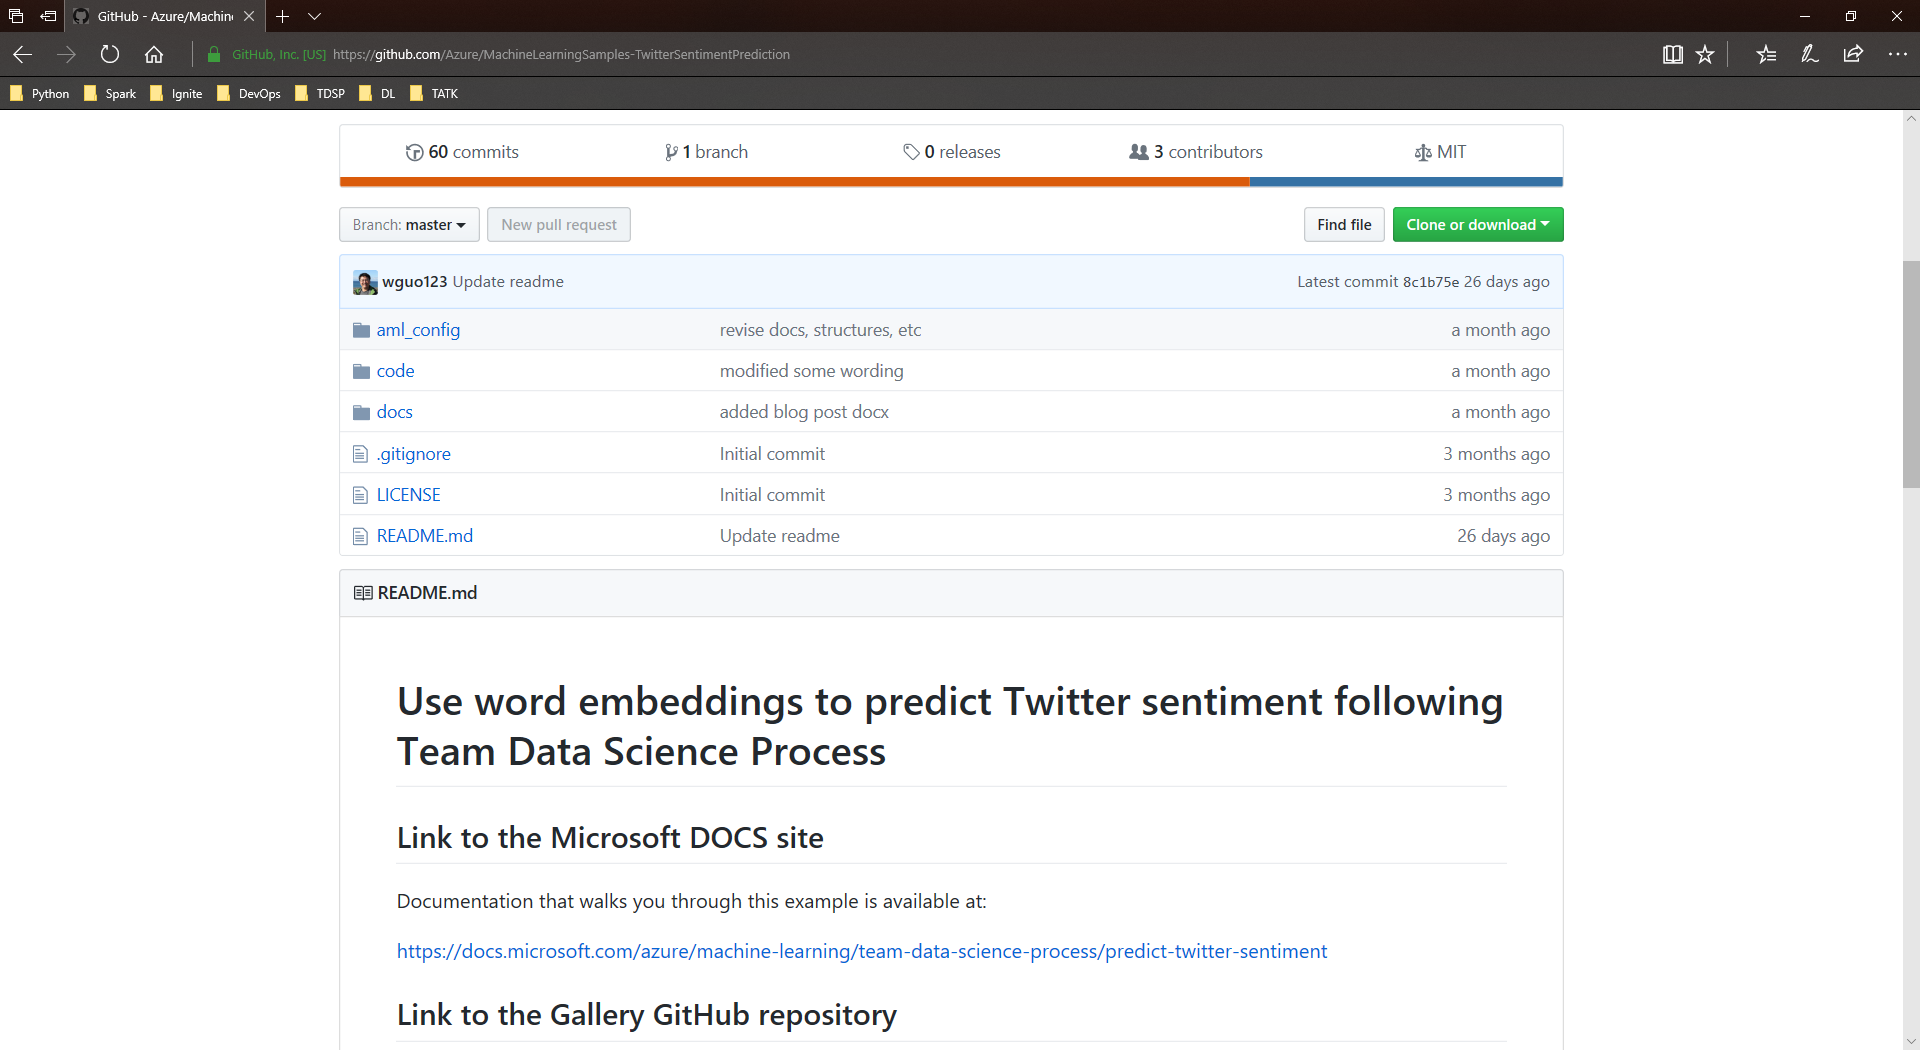 GitHub - Azure/Machin
GitHub, Inc. [US] https://github.com/Azure/MachineLearningSamples-TwitterSentimentPrediction
Python Spark Ignite DevOps TDSP DL TATK
60 commits 1 branch 0 releases 3 contributors MIT
Branch: master New pull request Find file Clone or download
wguo123 Update readme Latest commit 8c1b75e 26 days ago
aml_config revise docs, structures, etc a month ago
code modified some wording a month ago
docs added blog post docx a month ago
.gitignore Initial commit 3 months ago
LICENSE Initial commit 3 months ago
README.md Update readme 26 days ago
README.md
Use word embeddings to predict Twitter sentiment following
Team Data Science Process
Link to the Microsoft DOCS site
Documentation that walks you through this example is available at:
https://docs.microsoft.com/azure/machine-learning/team-data-science-process/predict-twitter-sentiment
Link to the Gallery GitHub repository